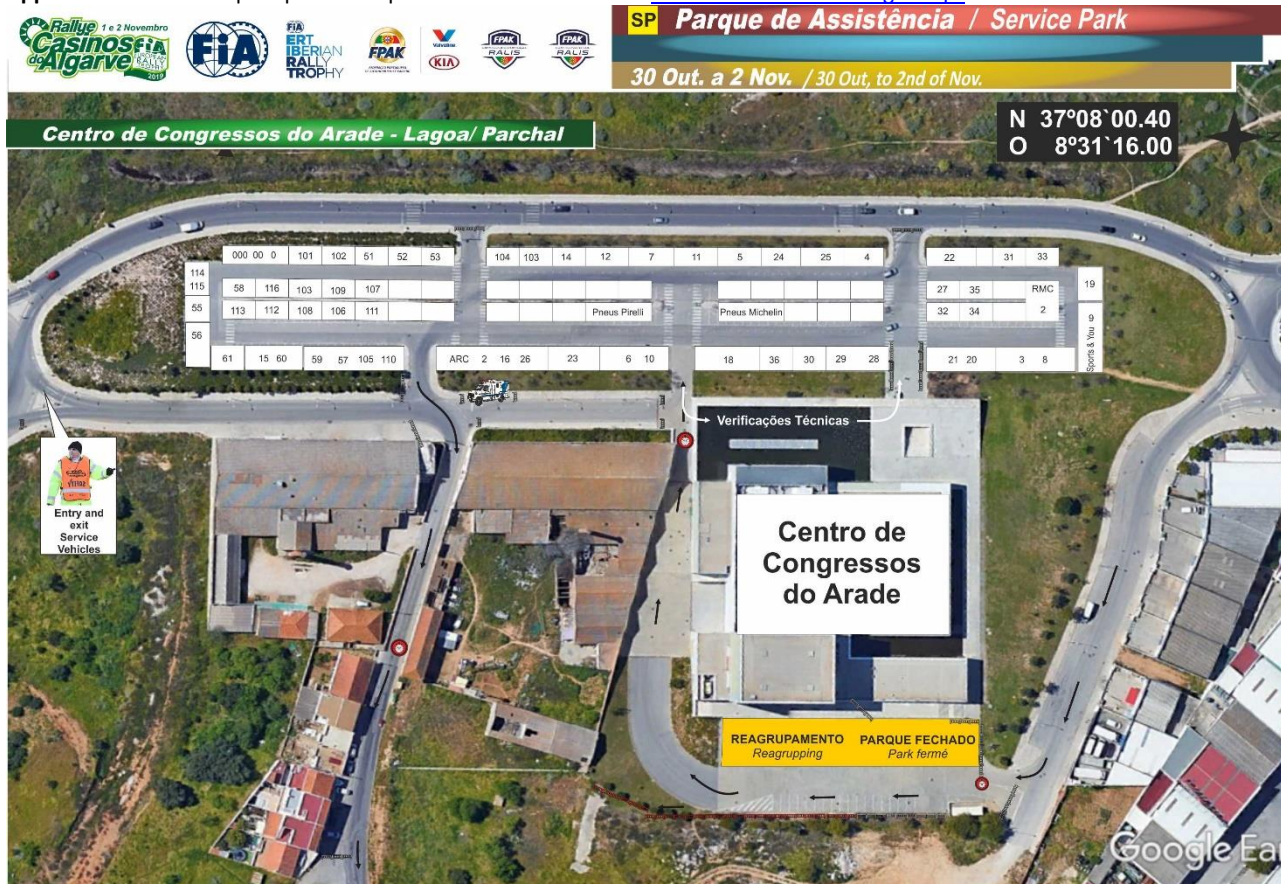 Rallye 1 e 2 Novembro
Casinos
do Algarve
FiA
2019
FiA
FIA
ERT
IBERIAN
RALLY
TROPHY
FPAK
Valvoline
KIA
FPAK
RALIS
FPAK
RALIS
SP Parque de Assistência / Service Park
30 Out. a 2 Nov. / 30 Out, to 2nd of Nov.
Centro de Congressos do Arade - Lagoa/ Parchal
N 37º08`00.40
O 8º31`16.00
000 00 0 101 102 51 52 53
104 103 14 12 7 11 5 24 25 4
22 31 33
114
115
55
56
58 116 103 109 107
113 112 108 106 111
Pneus Pirelli
Pneus Michelin
27 35 RMC
32 34 2
19
Sports & You 9
61 15 60 59 57 105 110
ARC 2 16 26 23 6 10
18 36 30 29 28
21 20 3 8
Verificações Técnicas
Entry and
exit
Service
Vehicles
Centro de
Congressos
do Arade
REAGRUPAMENTO
Reagrupping
PARQUE FECHADO
Park fermé
Google Ea